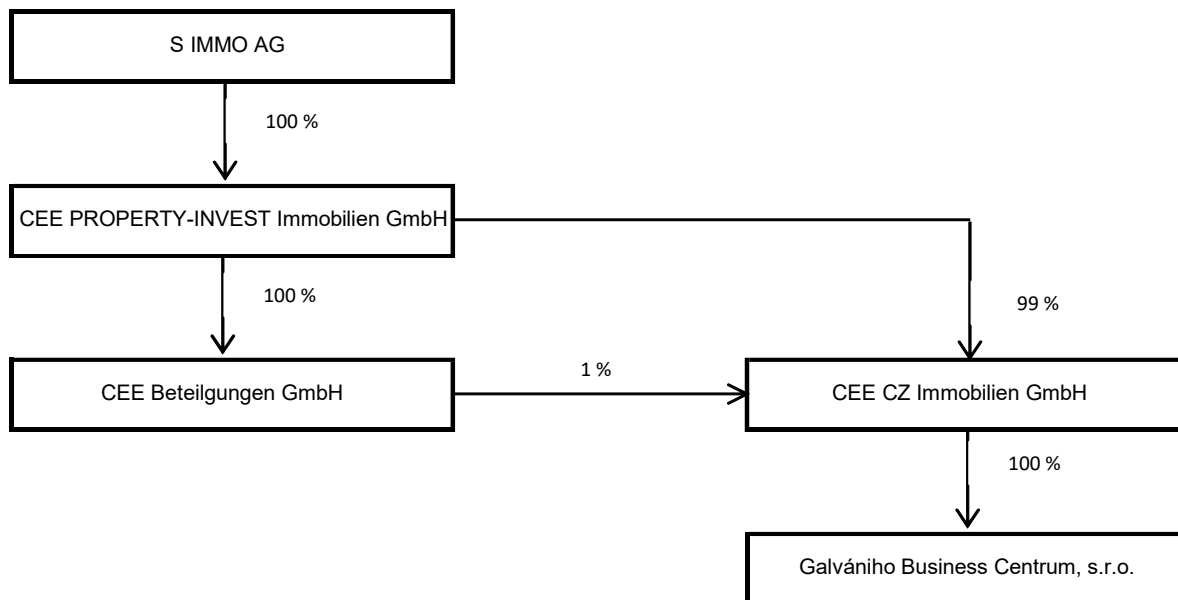 S IMMO AG
100 %
CEE PROPERTY-INVEST Immobilien GmbH
100 %
99 %
CEE Beteilgungen GmbH
1 %
CEE CZ Immobilien GmbH
100 %
Galvániho Business Centrum, s.r.o.